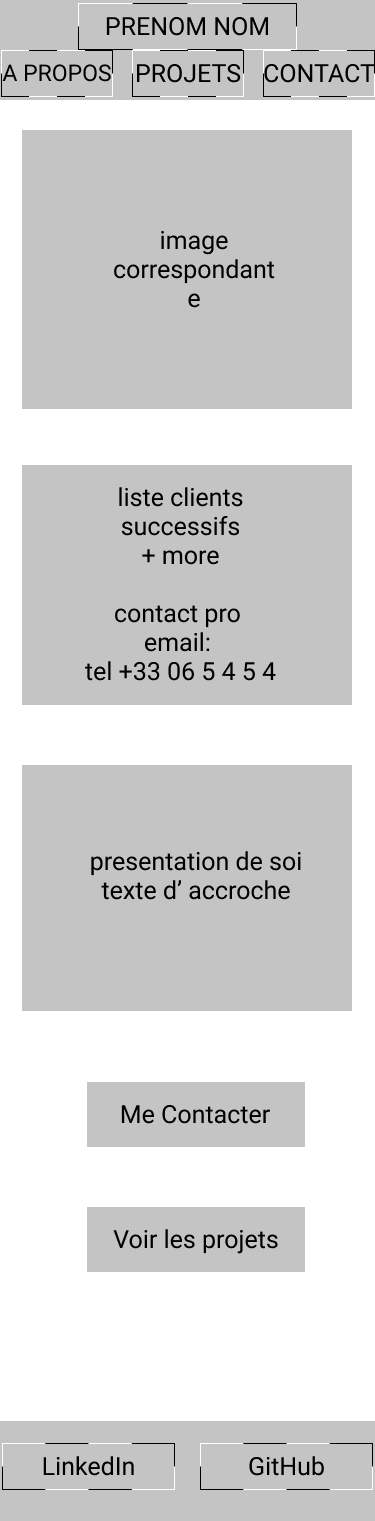 PRENOM NOM
A PROPOS PROJETS CONTACT
image
correspondant
e
liste clients
successifs
+ more
contact pro
email:
tel +33 06 5 4 5 4
presentation de soi
texte d’ accroche
Me Contacter
Voir les projets
LinkedIn GitHub